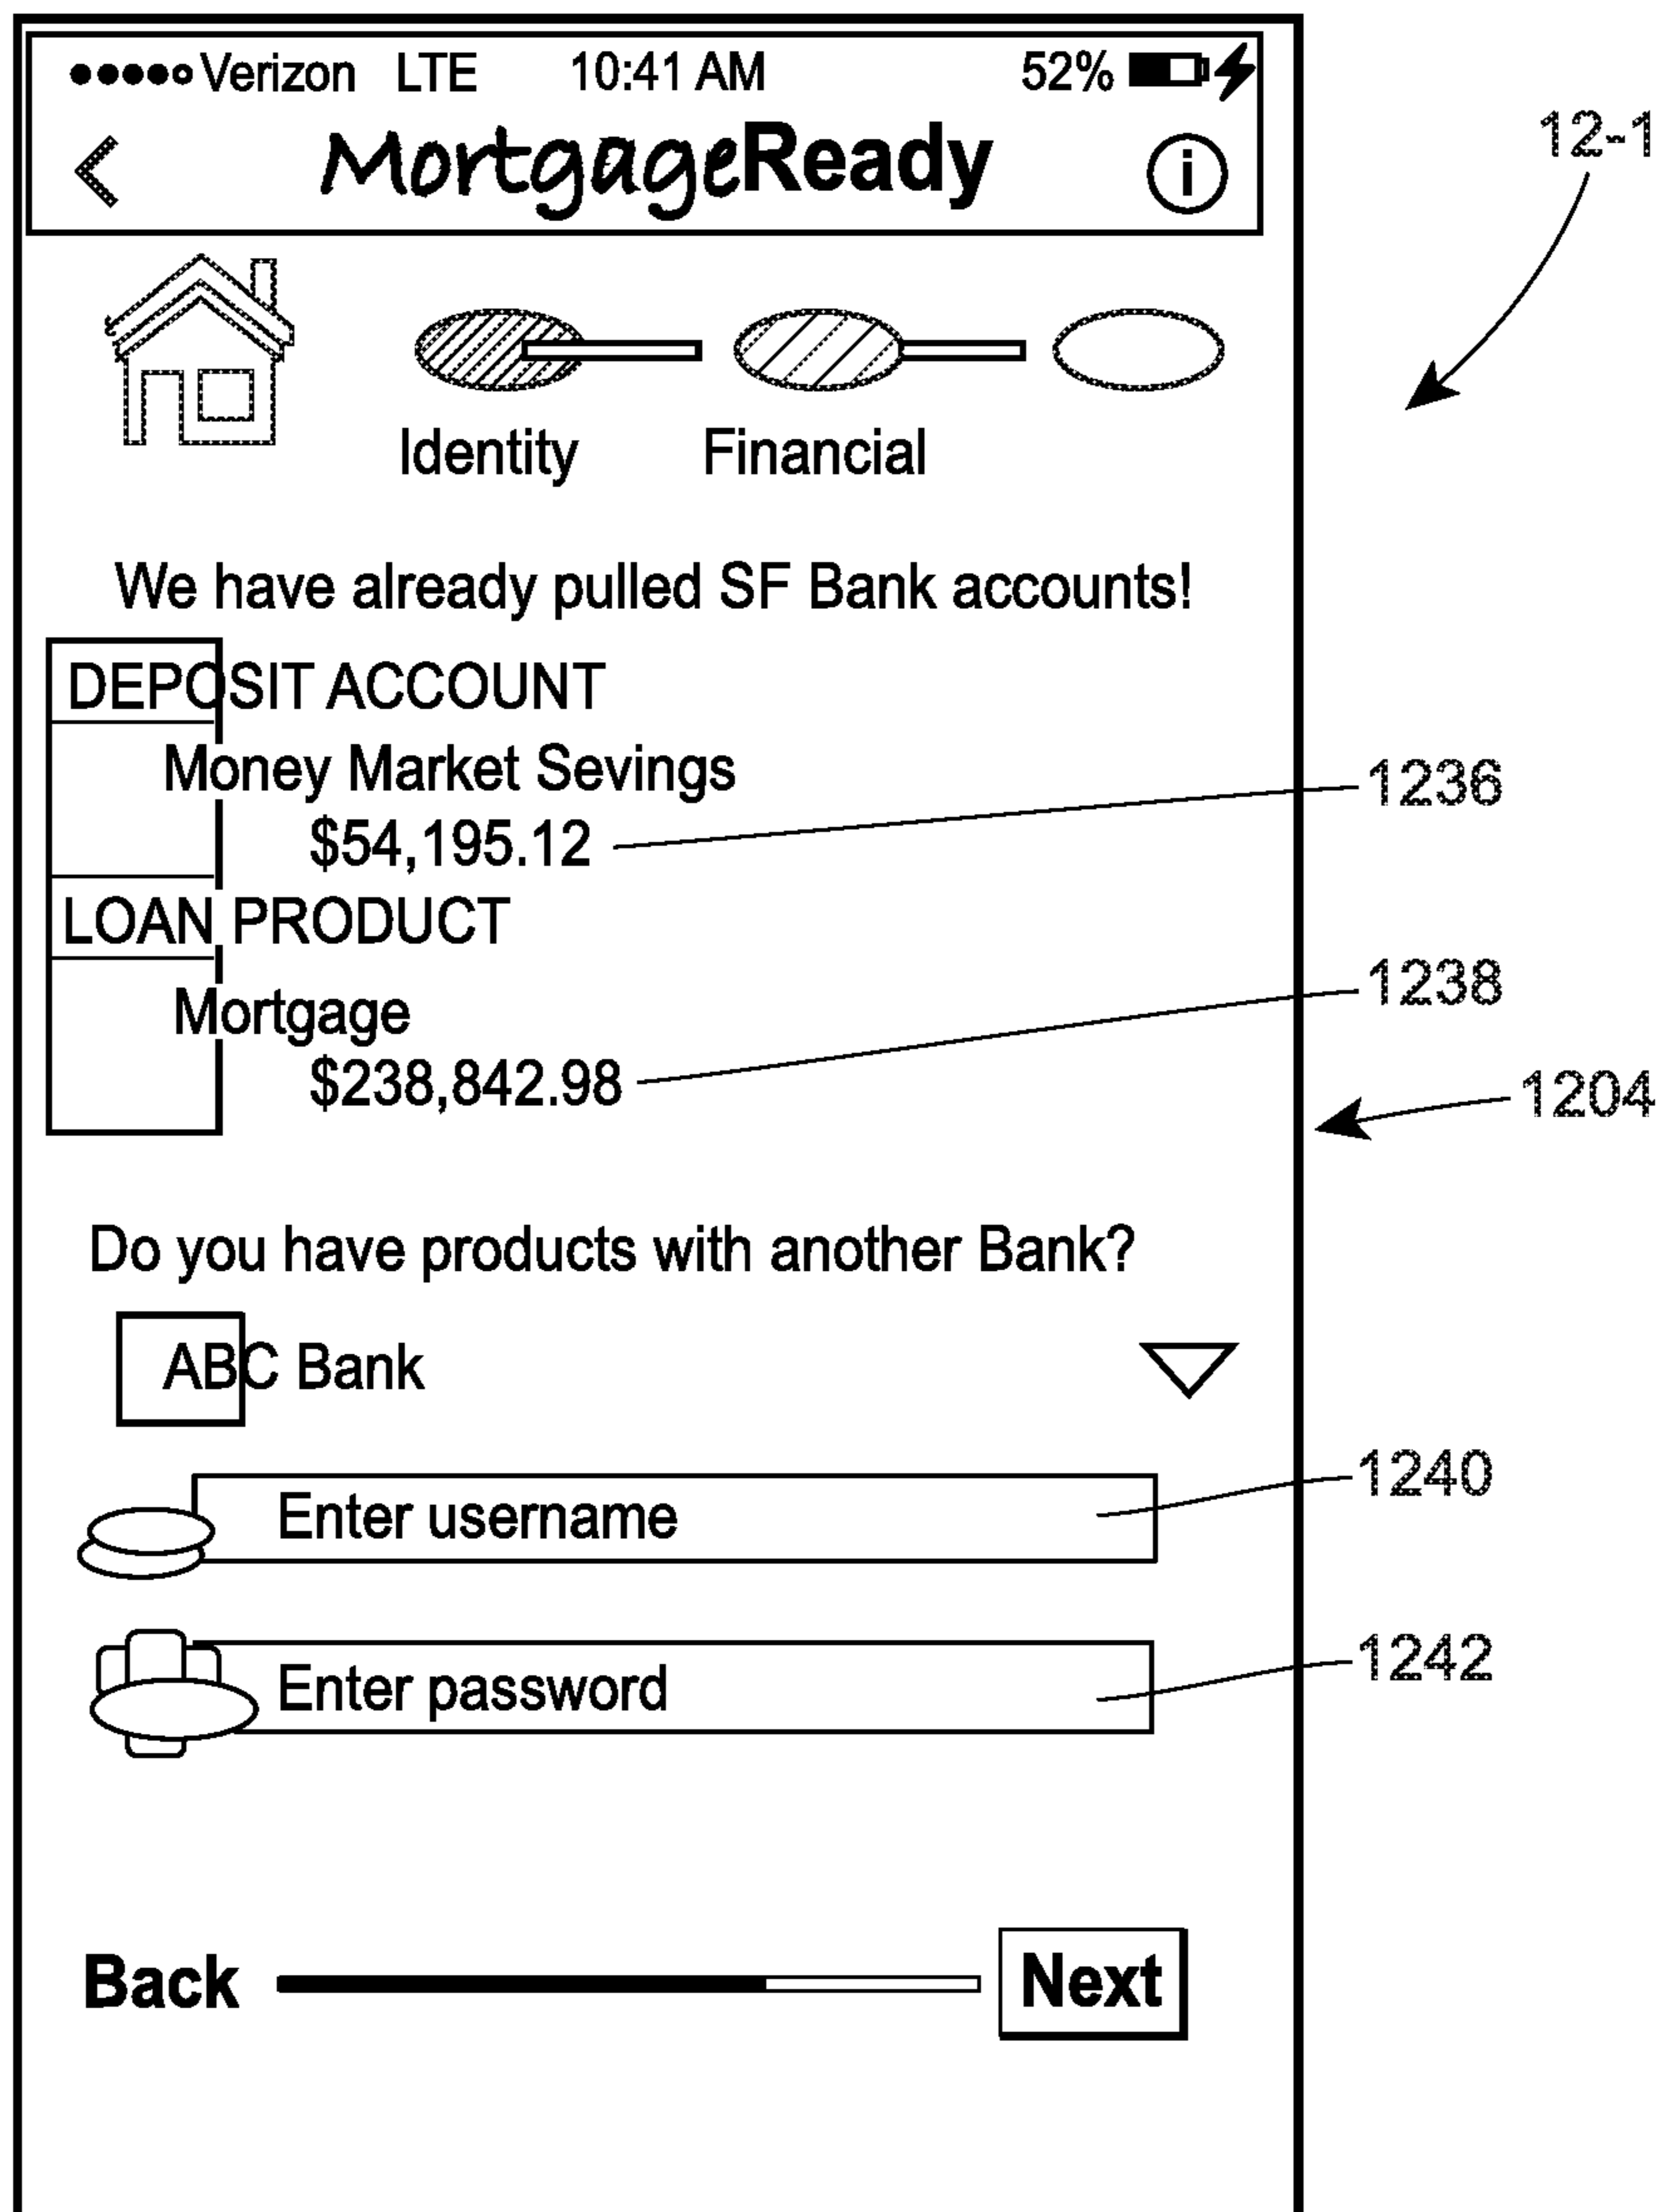 Verizon LTE 10:41 AM 52%
12-1
< MortgageReady i
Identity Financial
We have already pulled SF Bank accounts!
DEPOSIT ACCOUNT
Money Market Sevings
1236
$54,195.12
LOAN PRODUCT
1238
Mortgage
$238,842.98
1204
Do you have products with another Bank?
ABC Bank
1240
Enter username
1242
Enter password
Back Next